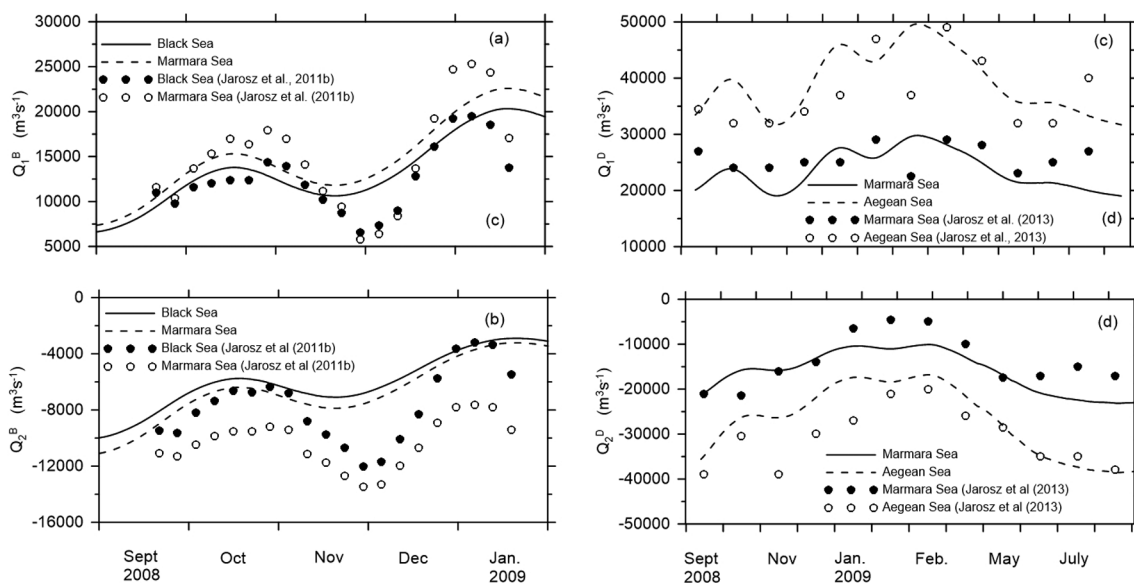 30000
25000
20000
15000
10000
5000
Q1^B (m³s⁻¹)
(a)
Black Sea
Marmara Sea
Black Sea (Jarosz et al., 2011b)
Marmara Sea (Jarosz et al. (2011b)
(c)
50000
40000
30000
20000
10000
Q1^D (m³s⁻¹)
(c)
Marmara Sea
Aegean Sea
Marmara Sea (Jarosz et al. (2013)
Aegean Sea (Jarosz et al., 2013)
(d)
0
-4000
-8000
-12000
-16000
Q2^B (m³s⁻¹)
Black Sea
Marmara Sea
Black Sea (Jarosz et al (2011b)
Marmara Sea (Jarosz et al (2011b)
(b)
Sept Oct Nov Dec Jan.
2008 2009
0
-10000
-20000
-30000
-40000
-50000
Q2^D (m³s⁻¹)
(d)
Marmara Sea
Aegean Sea
Marmara Sea (Jarosz et al (2013)
Aegean Sea (Jarosz et al (2013)
Sept Nov Jan. Feb. May July
2008 2009